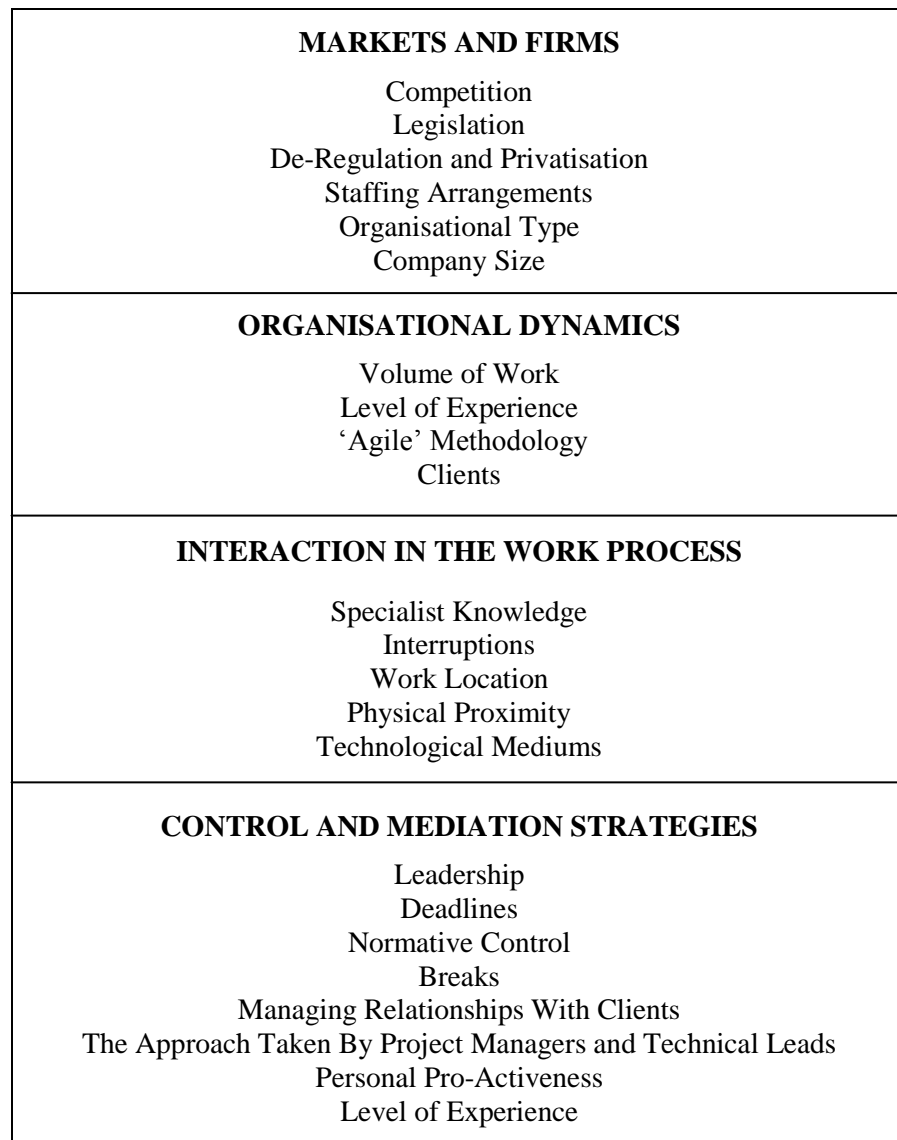 MARKETS AND FIRMS
Competition
Legislation
De-Regulation and Privatisation
Staffing Arrangements
Organisational Type
Company Size
ORGANISATIONAL DYNAMICS
Volume of Work
Level of Experience
‘Agile’ Methodology
Clients
INTERACTION IN THE WORK PROCESS
Specialist Knowledge
Interruptions
Work Location
Physical Proximity
Technological Mediums
CONTROL AND MEDIATION STRATEGIES
Leadership
Deadlines
Normative Control
Breaks
Managing Relationships With Clients
The Approach Taken By Project Managers and Technical Leads
Personal Pro-Activeness
Level of Experience